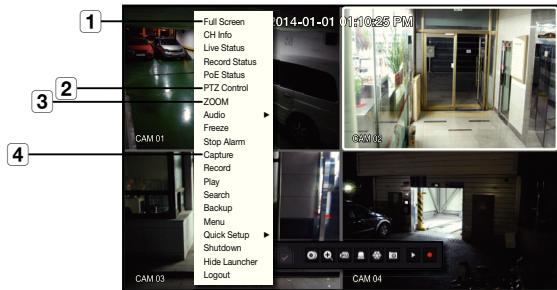 1
2014-01-01 01:10:25 PM
Full Screen
CH Info
Live Status
Record Status
PoE Status
2
PTZ Control
3
ZOOM
Audio
Freeze
CAM 01
CAM 02
Stop Alarm
4
Capture
Record
Play
Search
Backup
Menu
Quick Setup
Shutdown
Hide Launcher
CAM 03
CAM 04
Logout